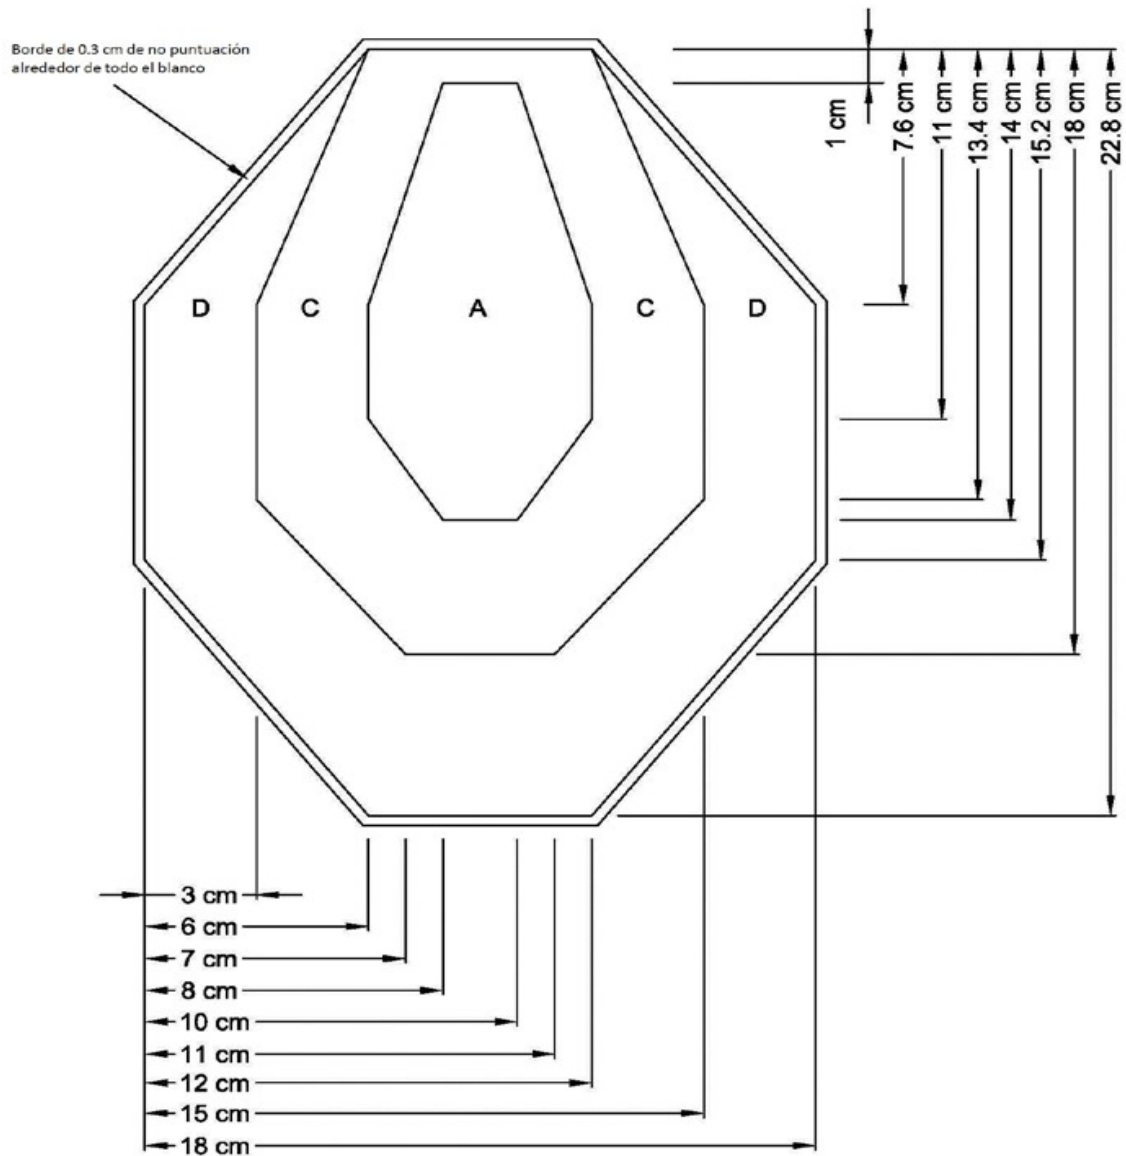 Borde de 0.3 cm de no puntuación
alrededor de todo el blanco
1 cm
7.6 cm
11 cm
13.4 cm
14 cm
15.2 cm
18 cm
22.8 cm
D
C
A
C
D
3 cm
6 cm
7 cm
8 cm
10 cm
11 cm
12 cm
15 cm
18 cm